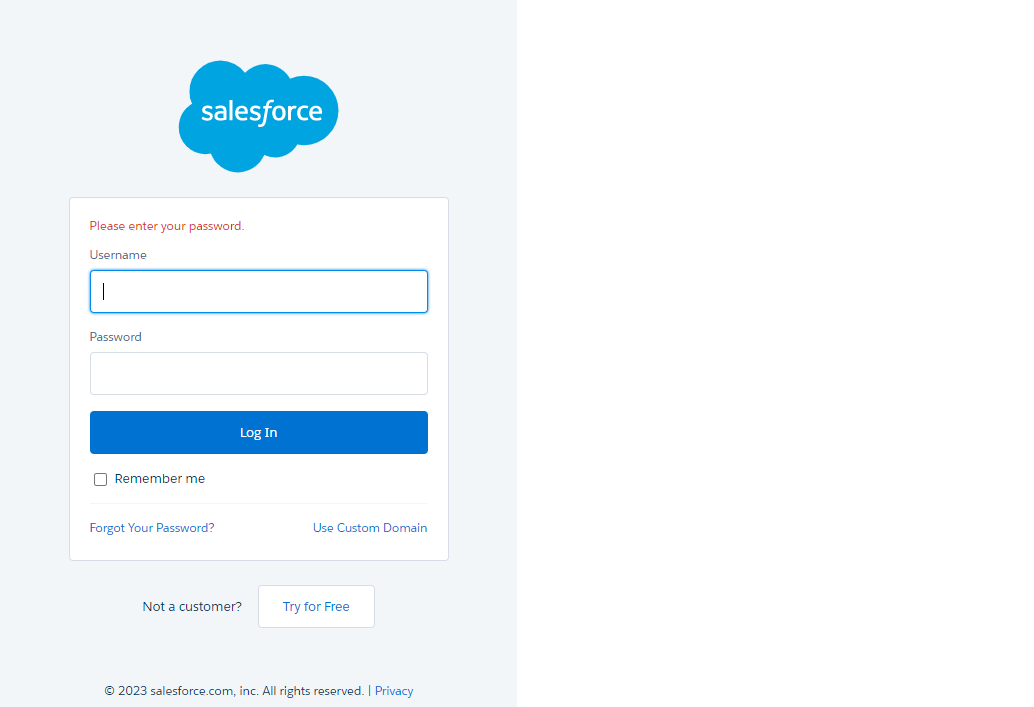 salesforce
Please enter your password.
Username
Password
Log In
Remember me
Forgot Your Password? Use Custom Domain
Not a customer? Try for Free
© 2023 salesforce.com, inc. All rights reserved. | Privacy